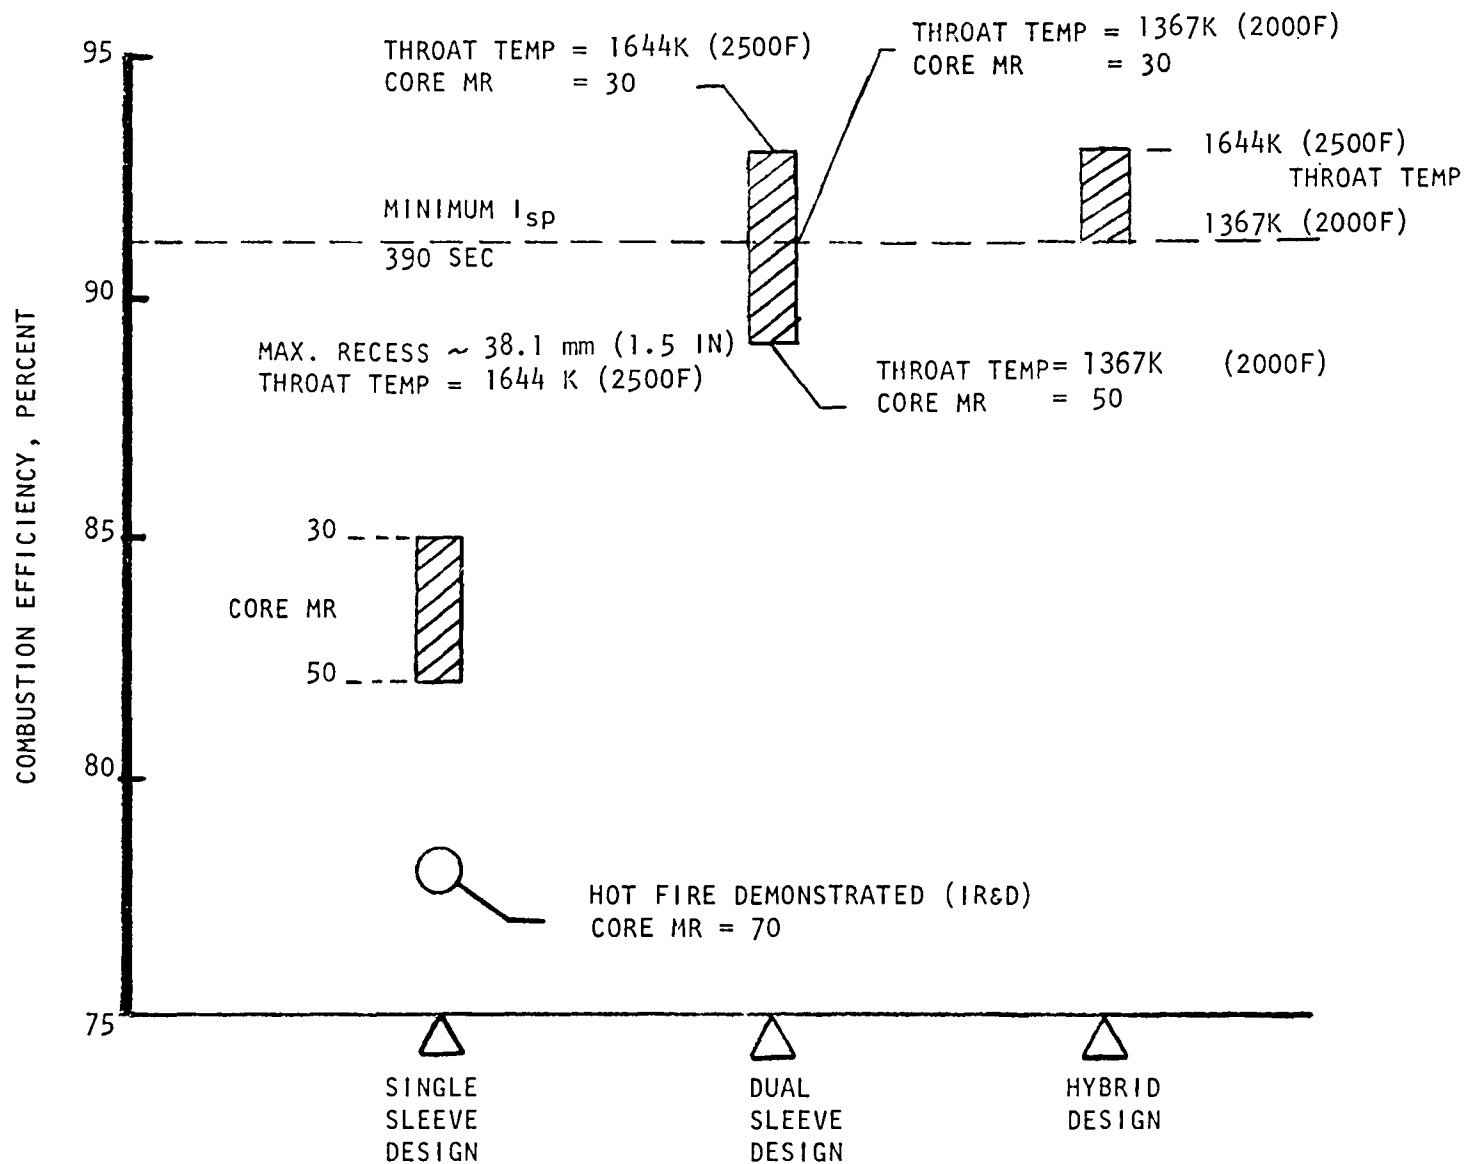 95
THROAT TEMP = 1644K (2500F)
CORE MR = 30
THROAT TEMP = 1367K (2000F)
CORE MR = 30
1644K (2500F)
THROAT TEMP
1367K (2000F)
MINIMUM Isp
390 SEC
90
MAX. RECESS ~ 38.1 mm (1.5 IN)
THROAT TEMP = 1644 K (2500F)
THROAT TEMP= 1367K (2000F)
CORE MR = 50
COMBUSTION EFFICIENCY, PERCENT
85
30
CORE MR
50
80
HOT FIRE DEMONSTRATED (IR&D)
CORE MR = 70
75
SINGLE
SLEEVE
DESIGN
DUAL
SLEEVE
DESIGN
HYBRID
DESIGN